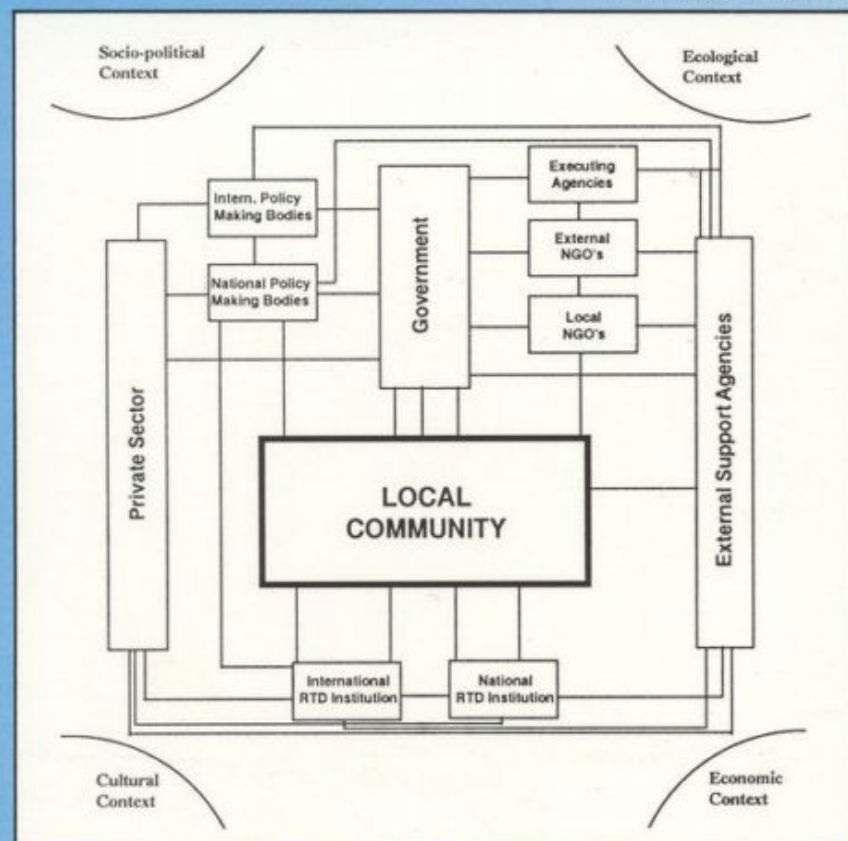 Socio-political
Context
Ecological
Context
Intern. Policy
Making Bodies
National Policy
Making Bodies
Government
Executing
Agencies
External
NGO's
Local
NGO's
Private Sector
LOCAL
COMMUNITY
External Support Agencies
International
RTD Institution
National
RTD Institution
Cultural
Context
Economic
Context